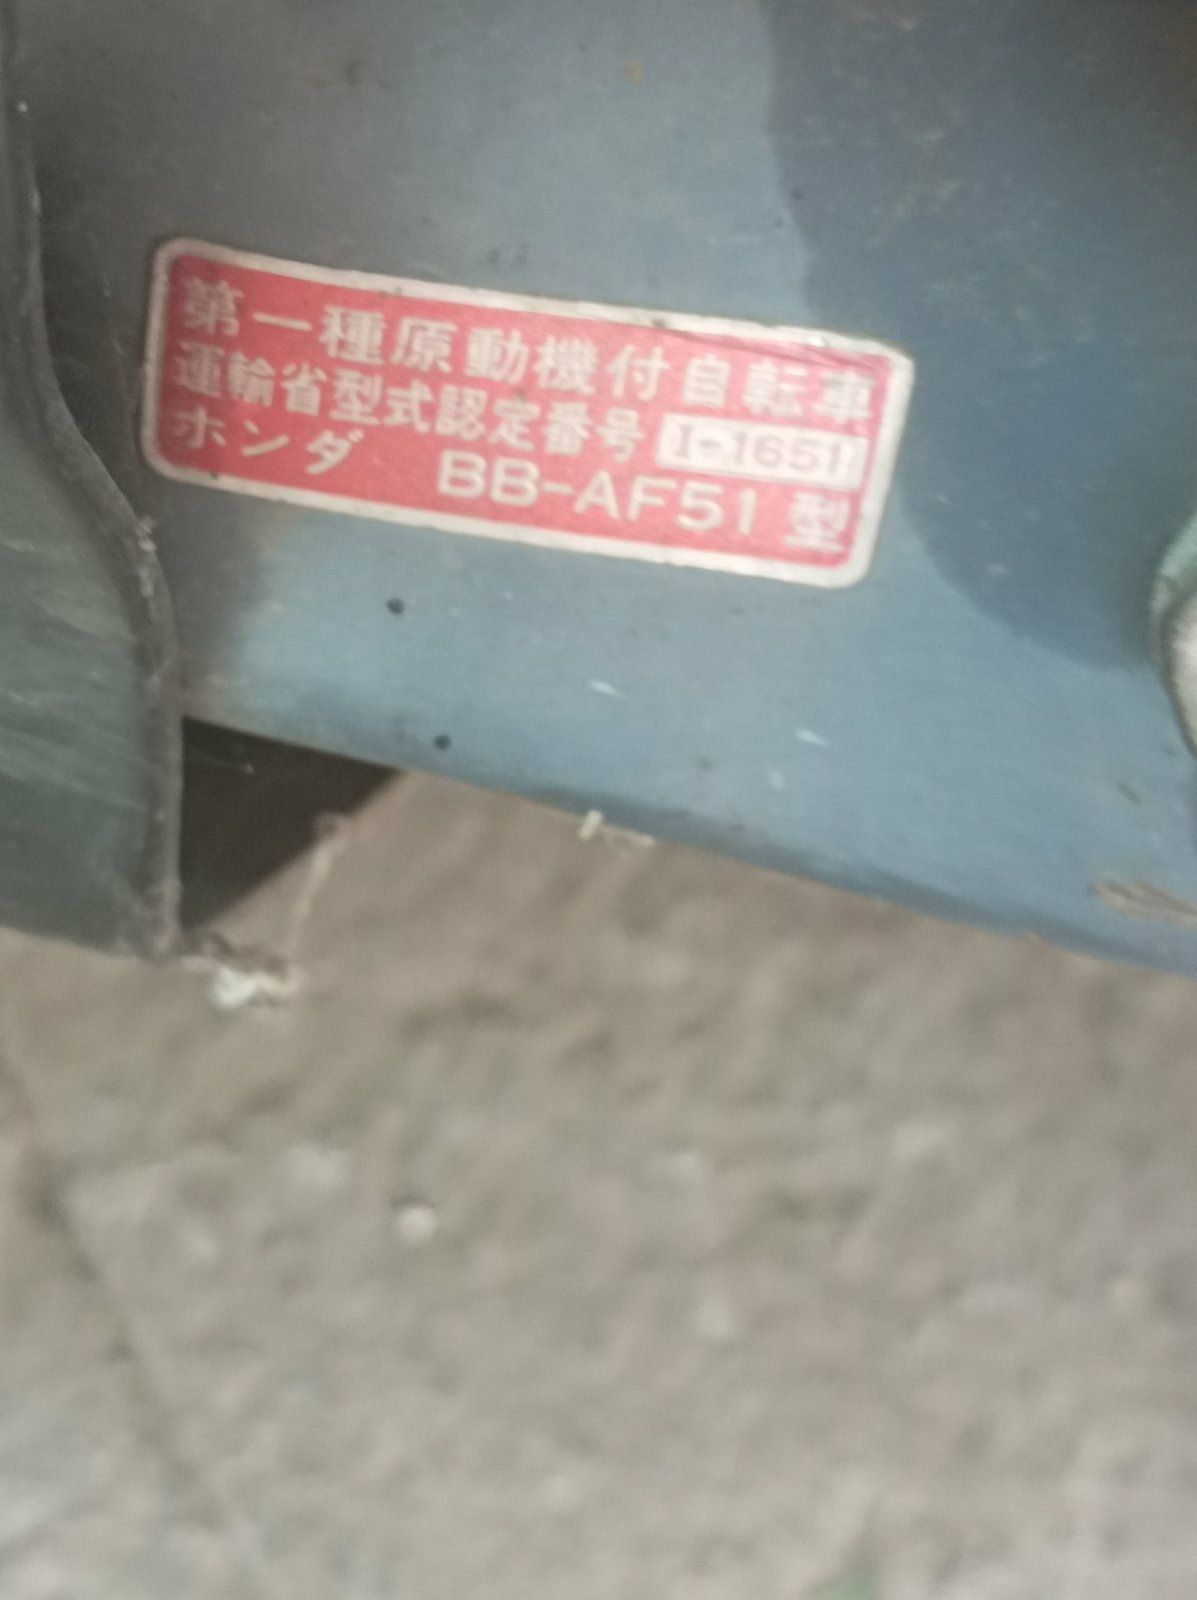 第一種原動機付自転車
運輸省型式認定番号 I-1651
ホンダ BB-AF51 型